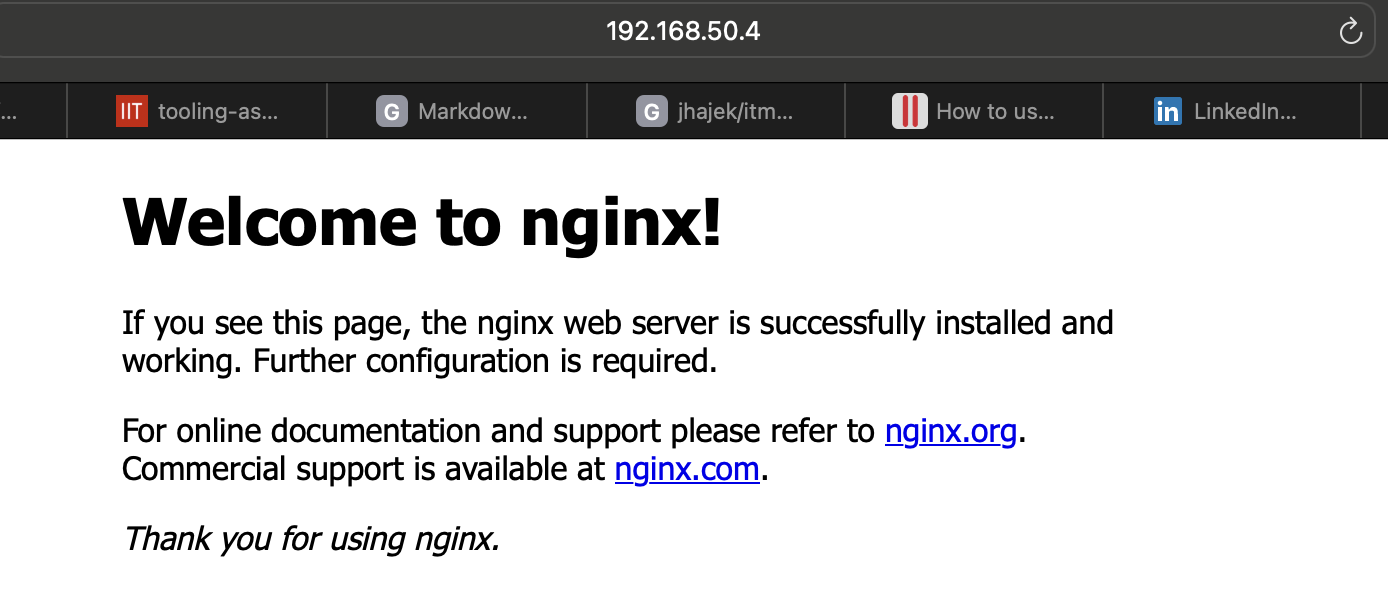 192.168.50.4
...
IIT tooling-as...
G Markdow...
G jhajek/itm...
How to us...
in LinkedIn...
Welcome to nginx!
If you see this page, the nginx web server is successfully installed and
working. Further configuration is required.
For online documentation and support please refer to nginx.org.
Commercial support is available at nginx.com.
Thank you for using nginx.